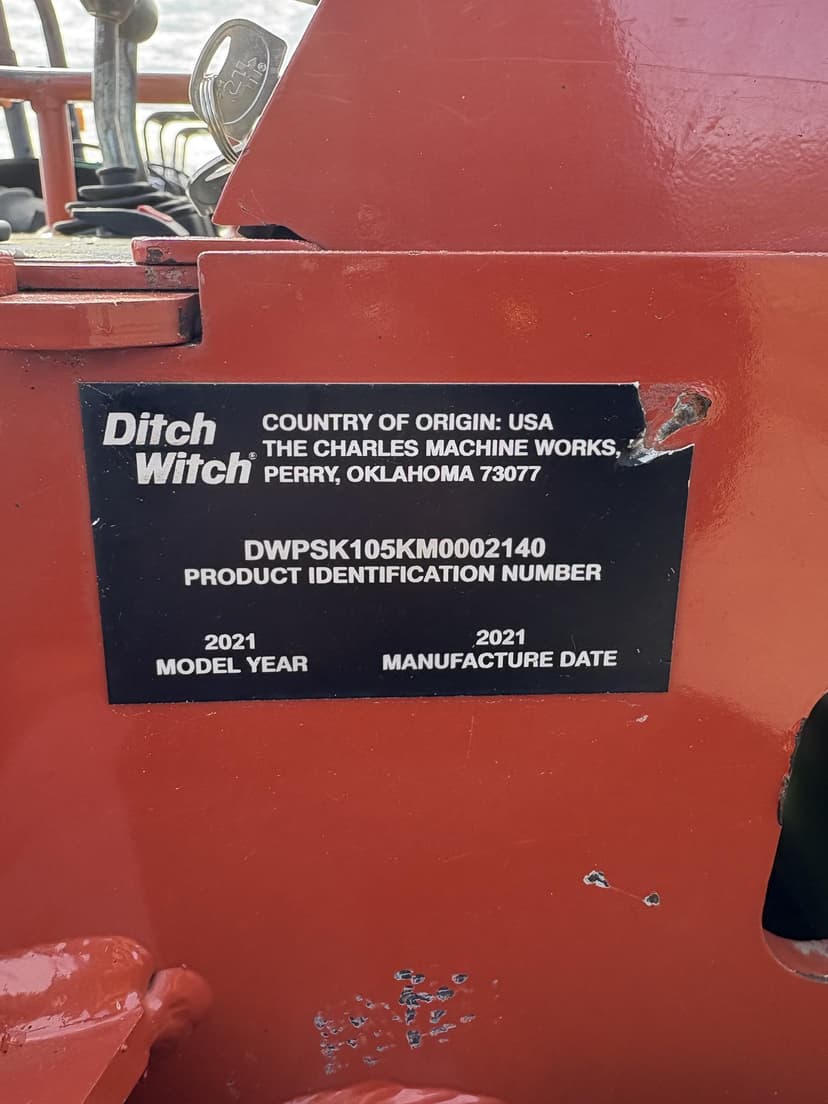 Ditch
Witch®
COUNTRY OF ORIGIN: USA
THE CHARLES MACHINE WORKS,
PERRY, OKLAHOMA 73077
DWPSK105KM0002140
PRODUCT IDENTIFICATION NUMBER
2021
MODEL YEAR
2021
MANUFACTURE DATE